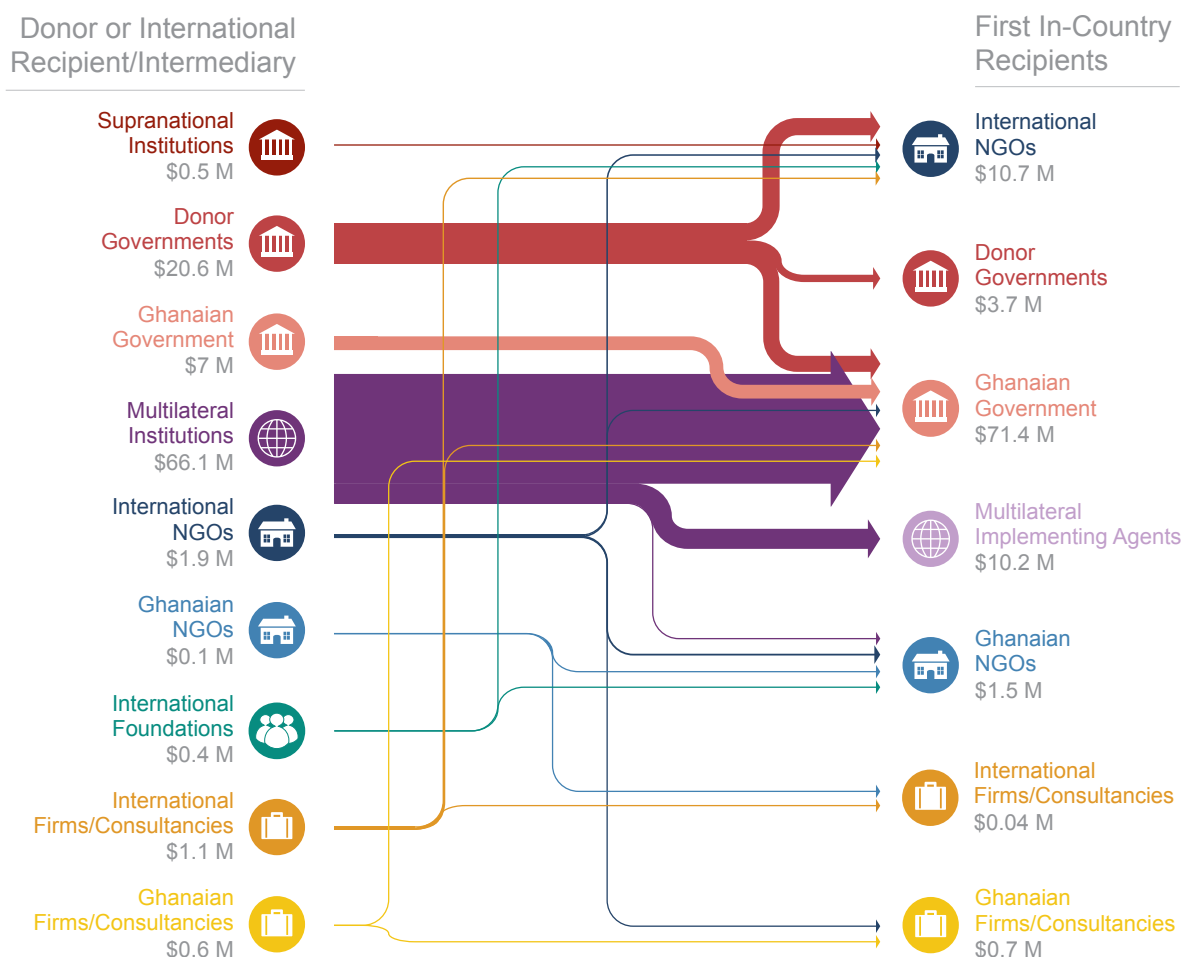 Donor or International
Recipient/Intermediary
Supranational
Institutions
$0.5 M
Donor
Governments
$20.6 M
Ghanaian
Government
$7 M
Multilateral
Institutions
$66.1 M
International
NGOs
$1.9 M
Ghanaian
NGOs
$0.1 M
International
Foundations
$0.4 M
International
Firms/Consultancies
$1.1 M
Ghanaian
Firms/Consultancies
$0.6 M
First In-Country
Recipients
International
NGOs
$10.7 M
Donor
Governments
$3.7 M
Ghanaian
Government
$71.4 M
Multilateral
Implementing Agents
$10.2 M
Ghanaian
NGOs
$1.5 M
International
Firms/Consultancies
$0.04 M
Ghanaian
Firms/Consultancies
$0.7 M